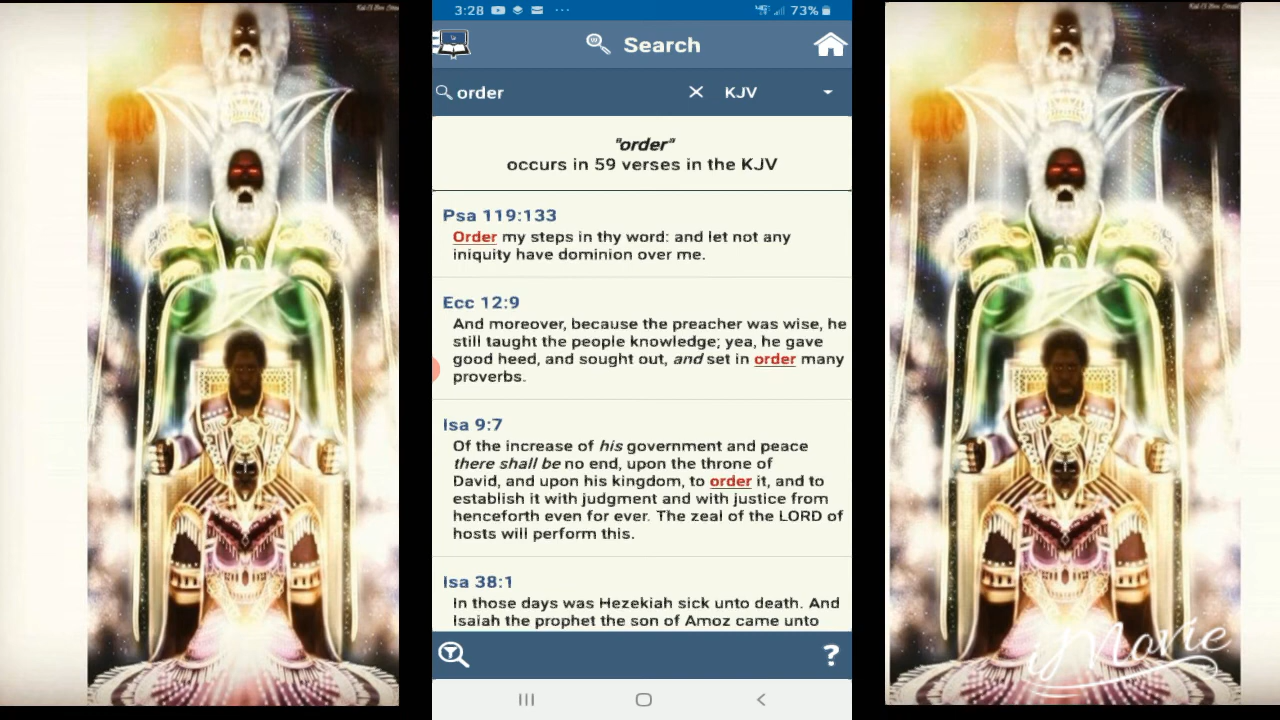 3:28
73%
Search
order
KJV
"order"
occurs in 59 verses in the KJV
Psa 119:133
Order my steps in thy word: and let not any
iniquity have dominion over me.
Ecc 12:9
And moreover, because the preacher was wise, he
still taught the people knowledge; yea, he gave
good heed, and sought out, and set in order many
proverbs.
Isa 9:7
Of the increase of his government and peace
there shall be no end, upon the throne of
David, and upon his kingdom, to order it, and to
establish it with judgment and with justice from
henceforth even for ever. The zeal of the LORD of
hosts will perform this.
Isa 38:1
In those days was Hezekiah sick unto death. And
Isaiah the prophet the son of Amoz came unto
?
iMovie